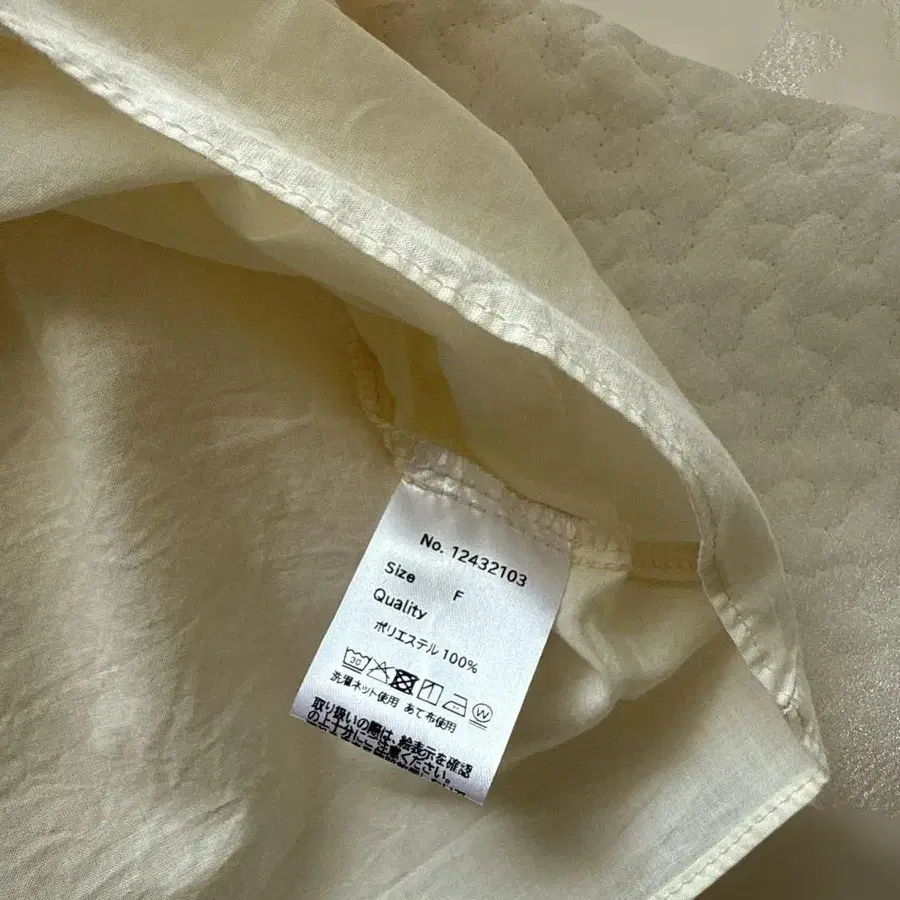 No. 12432103
Size F
Quality
ポリエステル 100%
30
W
洗濯ネット使用 あて布使用
取り扱いの際は、絵表示を確認
の上十分にご注意ください。